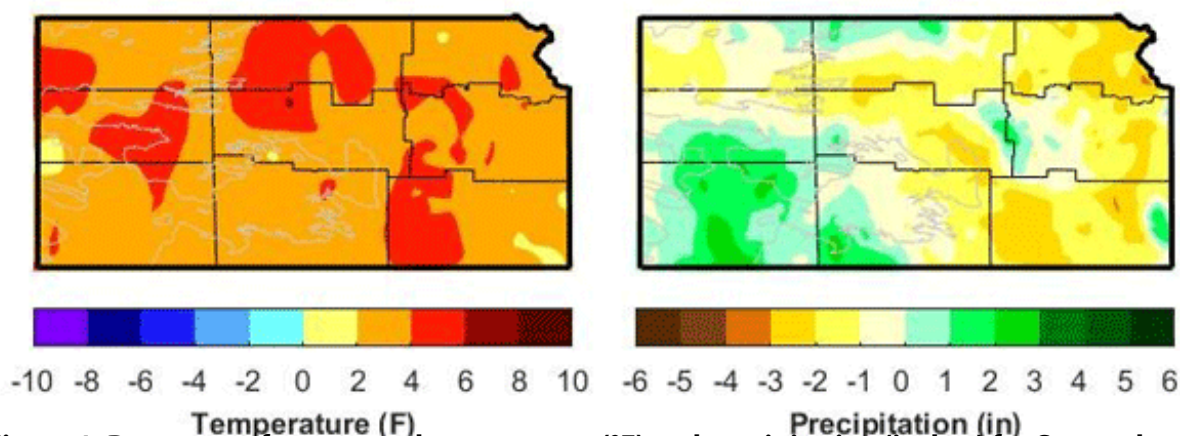 -10 -8 -6 -4 -2 0 2 4 6 8 10
Temperature (F)
-6 -5 -4 -3 -2 -1 0 1 2 3 4 5 6
Precipitation (in)